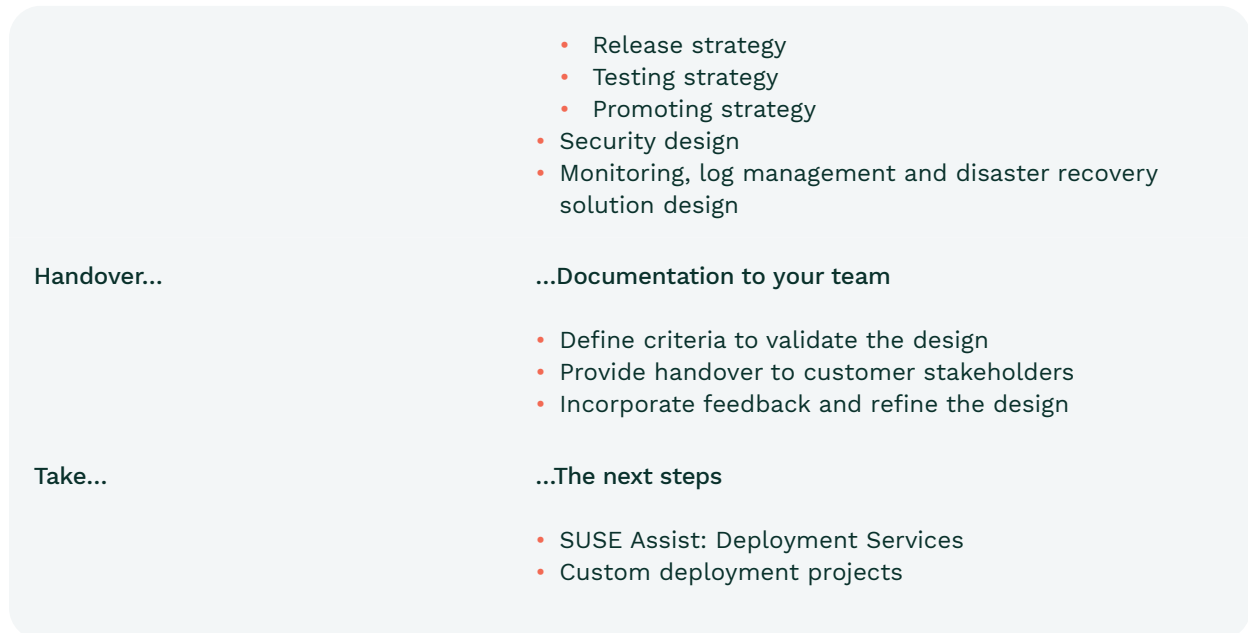 • Release strategy
• Testing strategy
• Promoting strategy
• Security design
• Monitoring, log management and disaster recovery
solution design
Handover... ...Documentation to your team
• Define criteria to validate the design
• Provide handover to customer stakeholders
• Incorporate feedback and refine the design
Take... ...The next steps
• SUSE Assist: Deployment Services
• Custom deployment projects